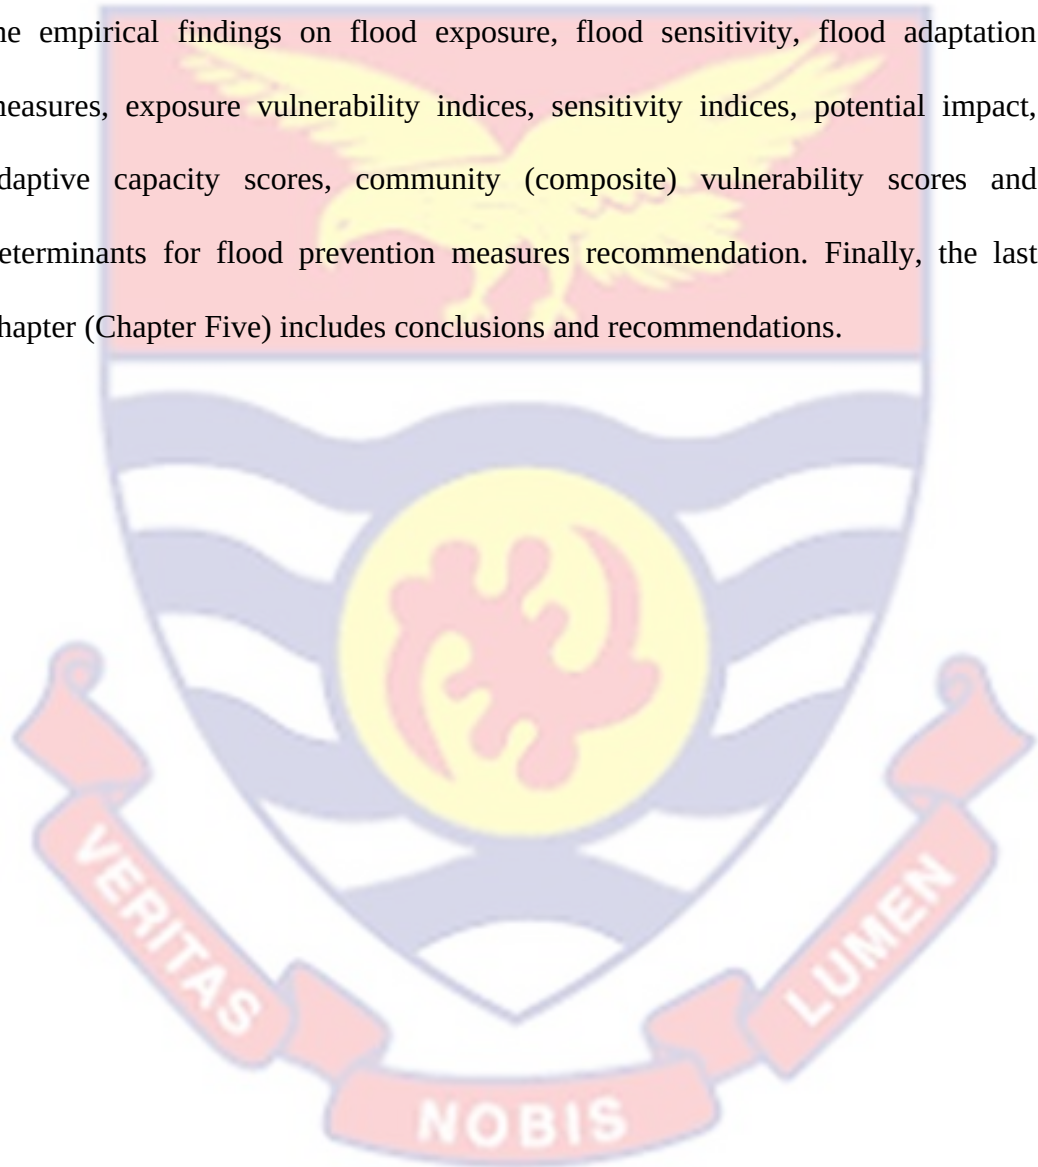 he empirical findings on flood exposure, flood sensitivity, flood adaptation
measures, exposure vulnerability indices, sensitivity indices, potential impact,
adaptive capacity scores, community (composite) vulnerability scores and
determinants for flood prevention measures recommendation. Finally, the last
chapter (Chapter Five) includes conclusions and recommendations.
VERITAS
NOBIS
LUMEN